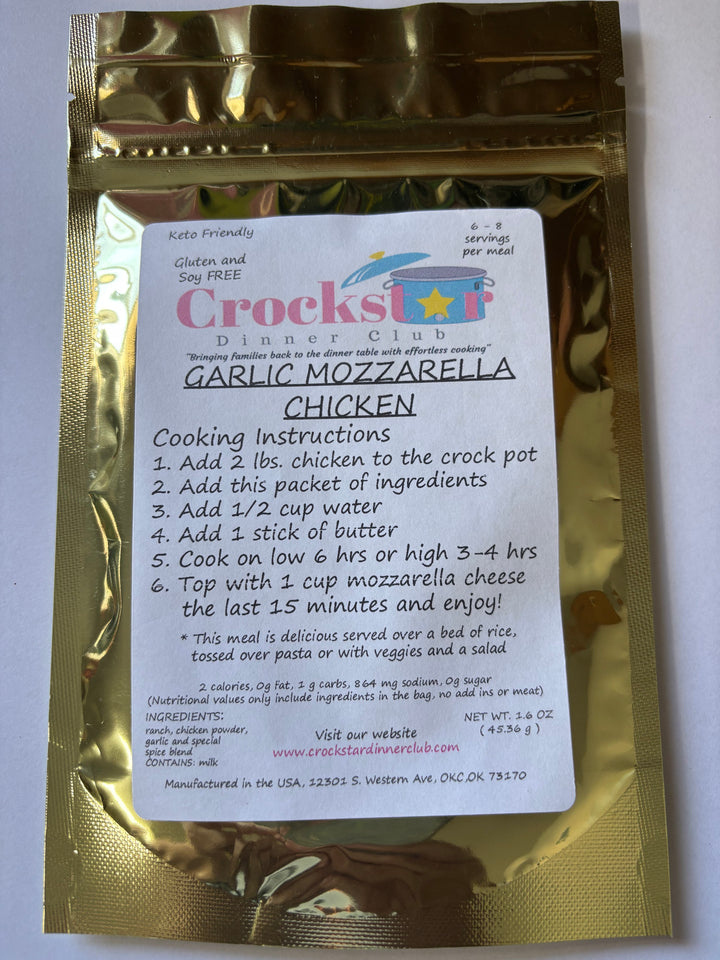 Keto Friendly
6 - 8
servings
per meal
Gluten and
Soy FREE
Crockstar
Dinner Club
"Bringing families back to the dinner table with effortless cooking"
GARLIC MOZZARELLA
CHICKEN
Cooking Instructions
1. Add 2 lbs. chicken to the crock pot
2. Add this packet of ingredients
3. Add 1/2 cup water
4. Add 1 stick of butter
5. Cook on low 6 hrs or high 3-4 hrs
6. Top with 1 cup mozzarella cheese
the last 15 minutes and enjoy!
* This meal is delicious served over a bed of rice,
tossed over pasta or with veggies and a salad
2 calories, 0g fat, 1 g carbs, 864 mg sodium, 0g sugar
(Nutritional values only include ingredients in the bag, no add ins or meat)
INGREDIENTS:
ranch, chicken powder,
garlic and special
spice blend
CONTAINS: milk
Visit our website
www.crockstardinnerclub.com
NET WT. 1.6 OZ
( 45.36 g )
Manufactured in the USA, 12301 S. Western Ave, OKC,OK 73170